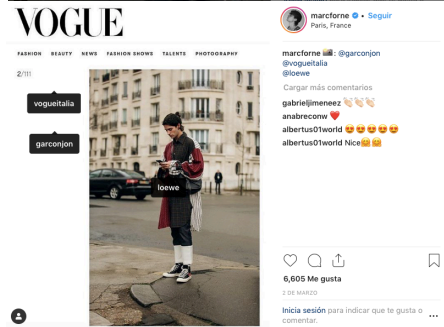 VOGUE
FASHION BEAUTY NEWS FASHION SHOWS TALENTS PHOTOGRAPHY
2/111
vogueitalia
garconjon
loewe
marcforne • Seguir
Paris, France
marcforne 📸: @garconjon
@vogueitalia
@loewe
Cargar más comentarios
gabrieljimeneez 👏🏻👏🏻👏🏻
anabreconw ❤️
albertus01world 😍😍😍😍😍
albertus01world Nice🤗🤗
6,605 Me gusta
2 DE MARZO
Inicia sesión para indicar que te gusta o
comentar.